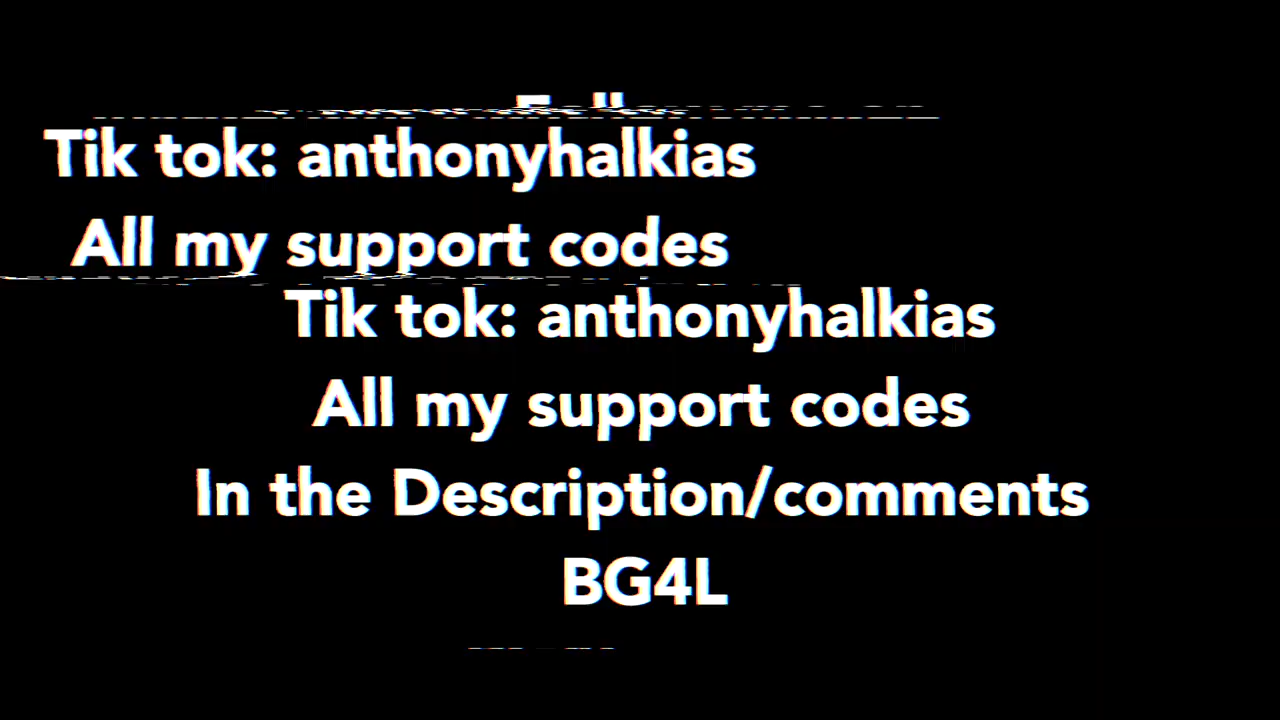 Tik tok: anthonyhalkias
All my support codes
Tik tok: anthonyhalkias
All my support codes
In the Description/comments
BG4L